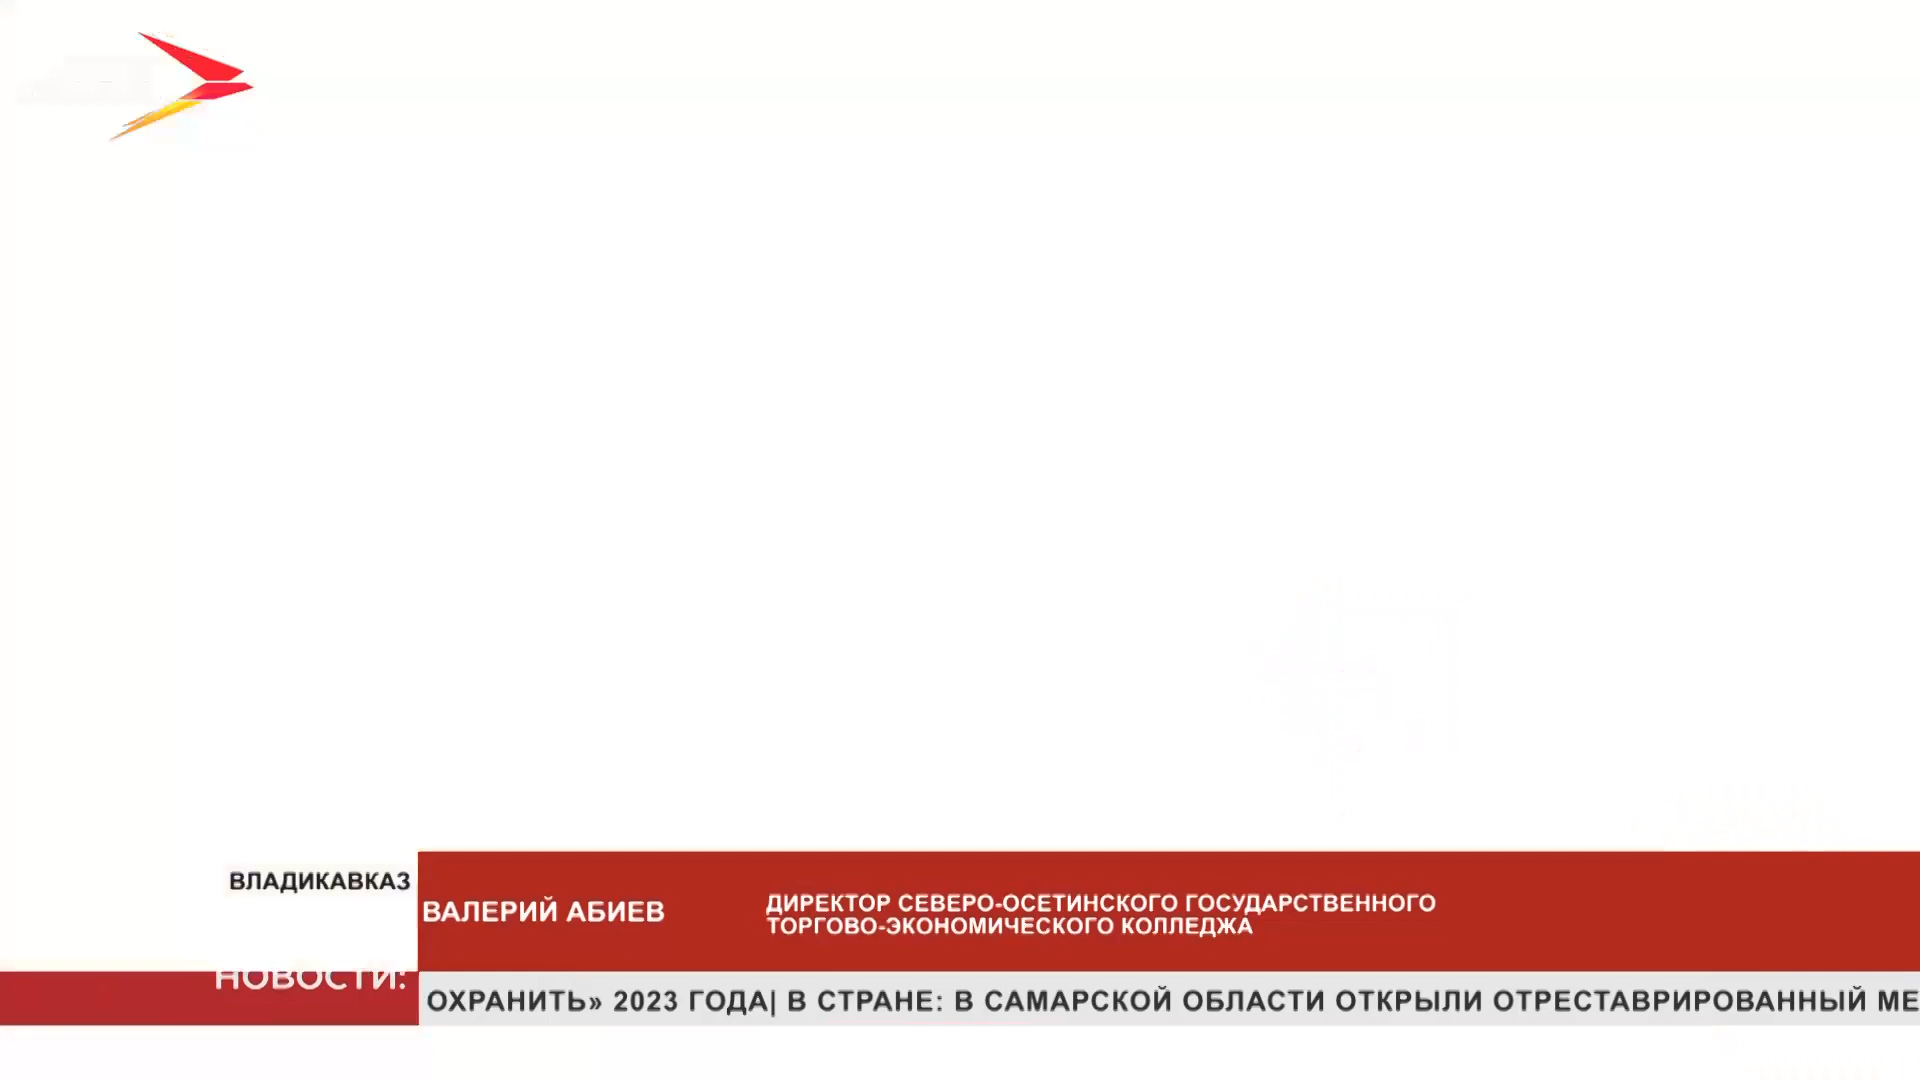 ВЛАДИКАВКАЗ
ВАЛЕРИЙ АБИЕВ
ДИРЕКТОР СЕВЕРО-ОСЕТИНСКОГО ГОСУДАРСТВЕННОГО
ТОРГОВО-ЭКОНОМИЧЕСКОГО КОЛЛЕДЖА
НОВОСТИ:
ОХРАНИТЬ» 2023 ГОДА| В СТРАНЕ: В САМАРСКОЙ ОБЛАСТИ ОТКРЫЛИ ОТРЕСТАВРИРОВАННЫЙ МЕ